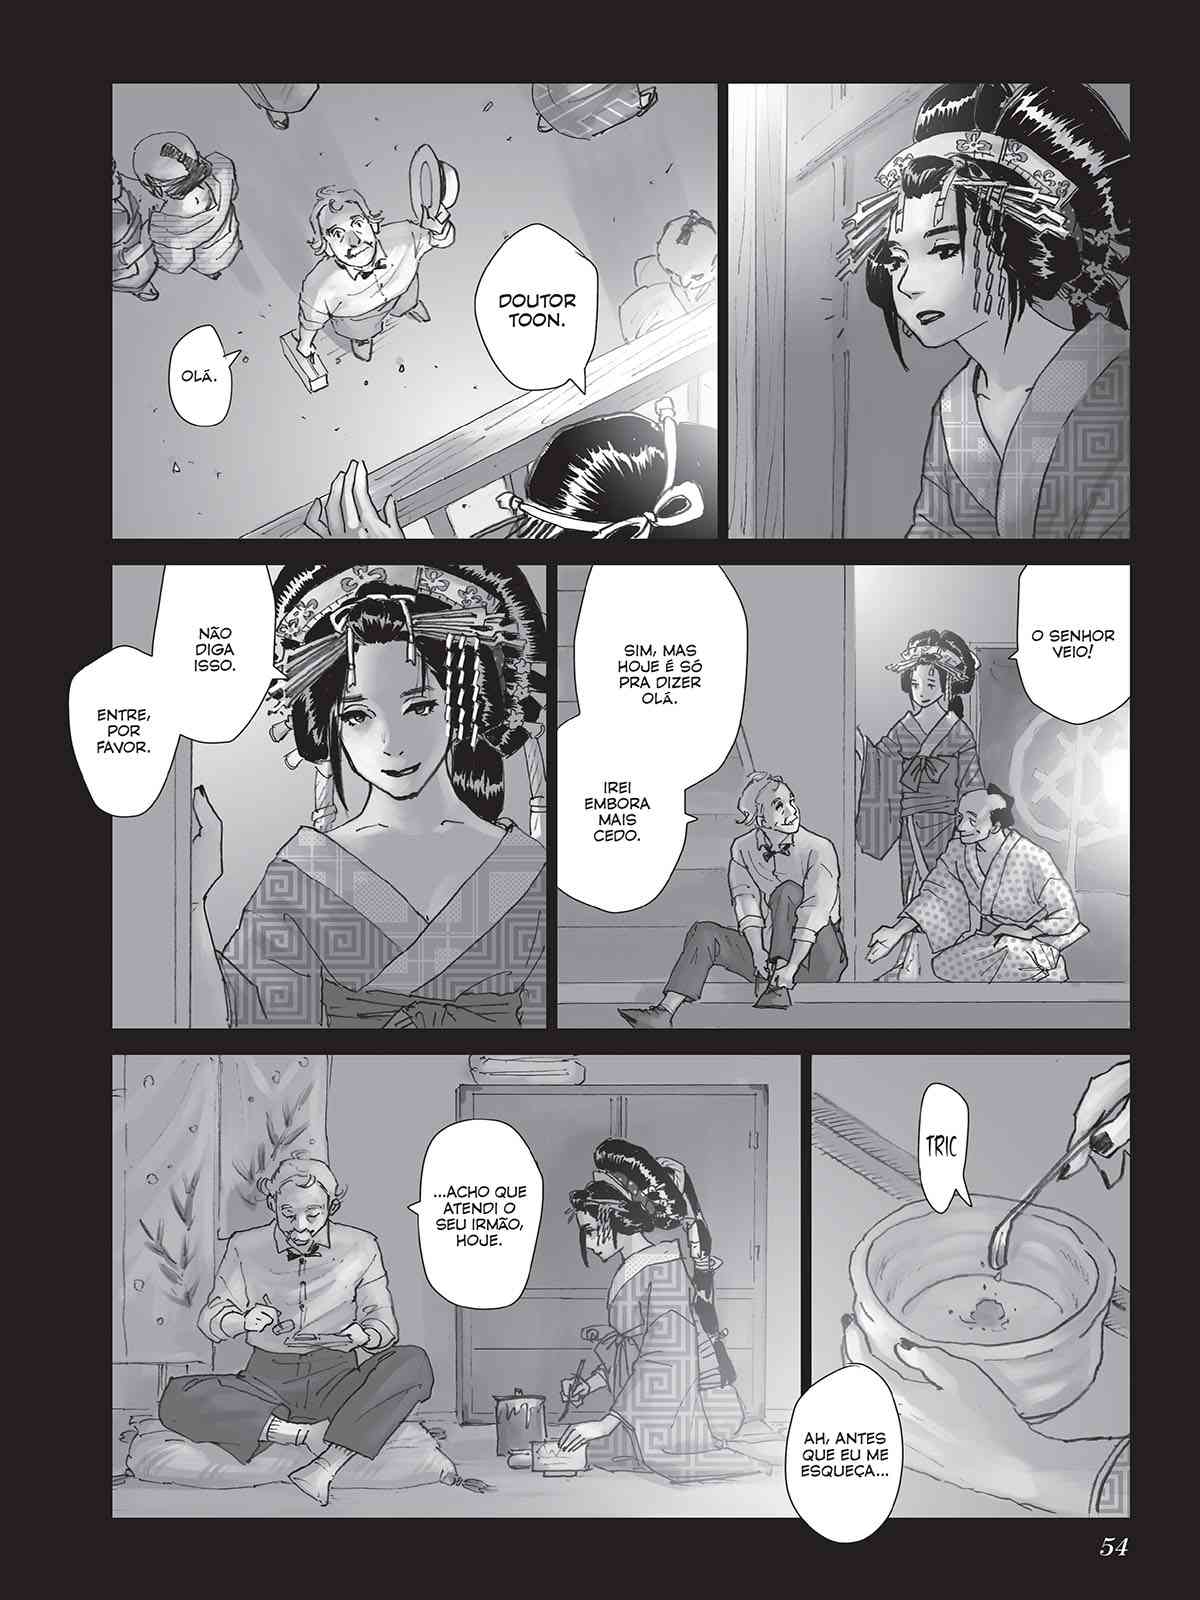 DOUTOR
TOON.
OLÁ.
O SENHOR
VEIO!
SIM, MAS
HOJE É SÓ
PRA DIZER
OLÁ.
IREI
EMBORA
MAIS
CEDO.
NÃO
DIGA
ISSO.
ENTRE,
POR
FAVOR.
TRIC
AH, ANTES
QUE EU ME
ESQUEÇA...
...ACHO QUE
ATENDI O
SEU IRMÃO,
HOJE.
54